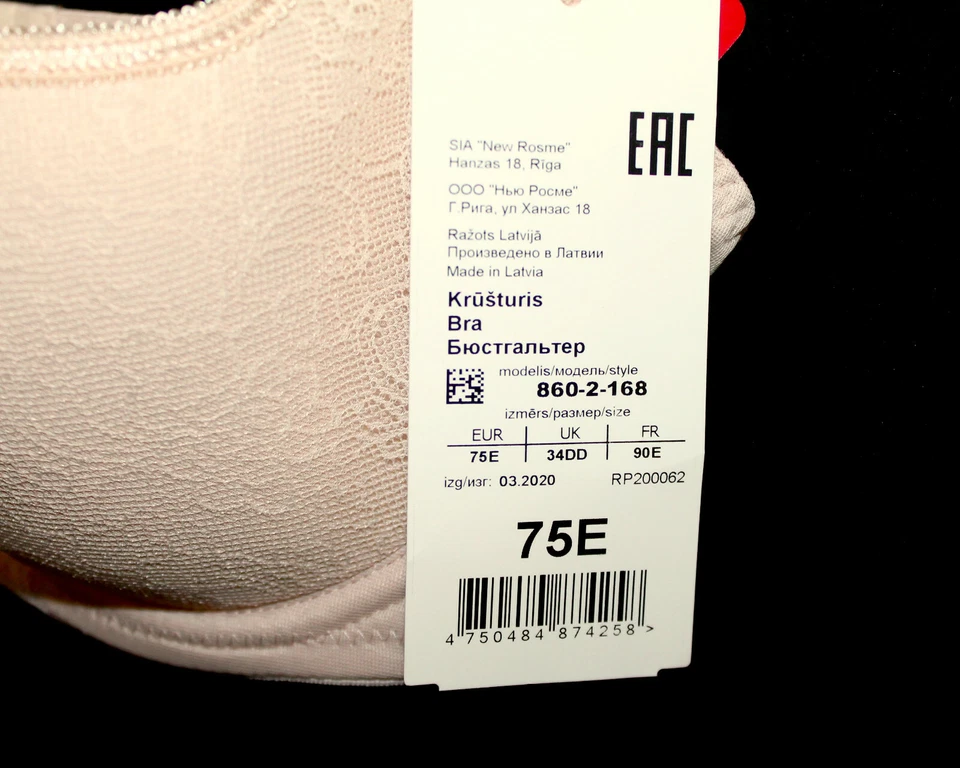 EAC
SIA "New Rosme"
Hanzas 18, Rīga
ООО "Нью Росме"
Г.Рига, ул Ханзас 18
Ražots Latvijā
Произведено в Латвии
Made in Latvia
Krūšturis
Bra
Бюстгальтер
modelis/модель/style
860-2-168
izmērs/размер/size
EUR UK FR
75E 34DD 90E
izg/изг: 03.2020 RP200062
75E
4 750484 874258 >